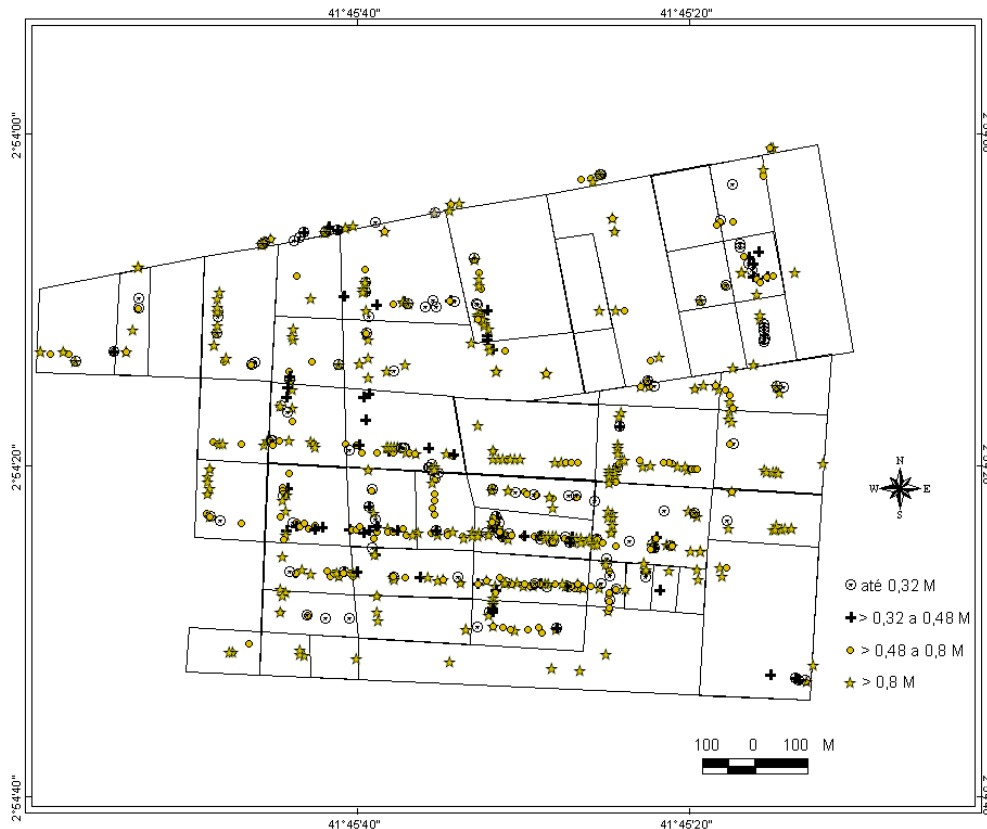 41°45'40" 41°45'20"
2°54'00"
2°54'20"
2°54'40"
N
W E
S
até 0,32 M
> 0,32 a 0,48 M
> 0,48 a 0,8 M
> 0,8 M
100 0 100 M
41°45'40" 41°45'20"